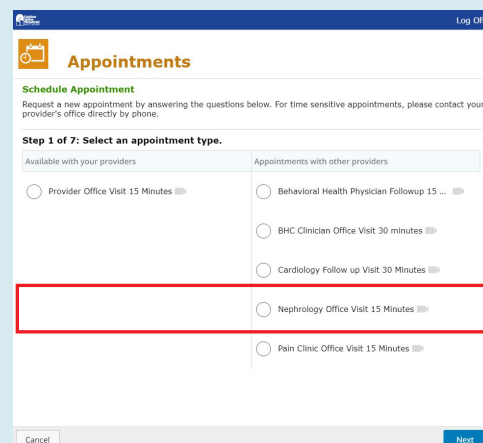 Log Of
Appointments
Schedule Appointment
Request a new appointment by answering the questions below. For time sensitive appointments, please contact your
provider's office directly by phone.
Step 1 of 7: Select an appointment type.
Available with your providers
Appointments with other providers
Provider Office Visit 15 Minutes
Behavioral Health Physician Followup 15 ...
BHC Clinician Office Visit 30 minutes
Cardiology Follow up Visit 30 Minutes
Nephrology Office Visit 15 Minutes
Pain Clinic Office Visit 15 Minutes
Cancel
Next